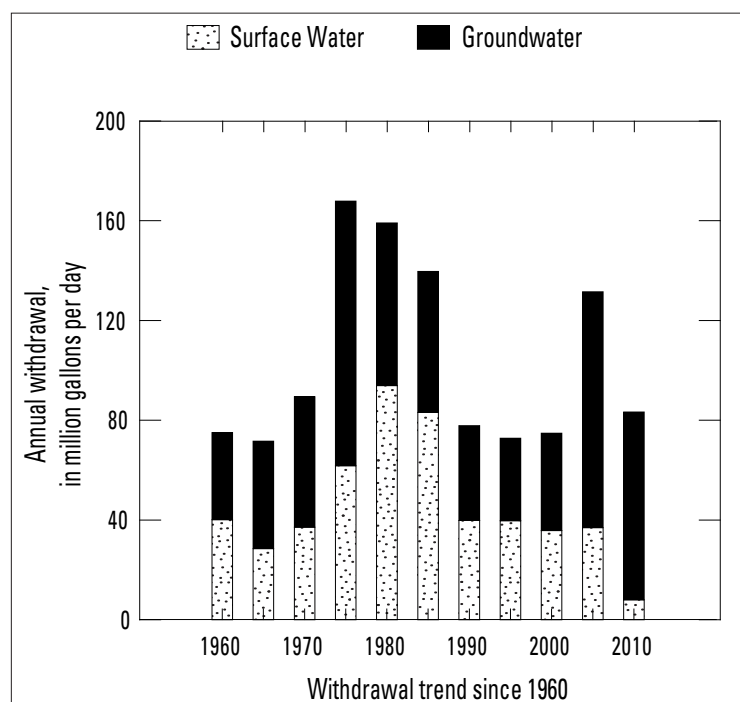 Surface Water Groundwater
200
160
120
80
40
0
Annual withdrawal,
in million gallons per day
1960 1970 1980 1990 2000 2010
Withdrawal trend since 1960